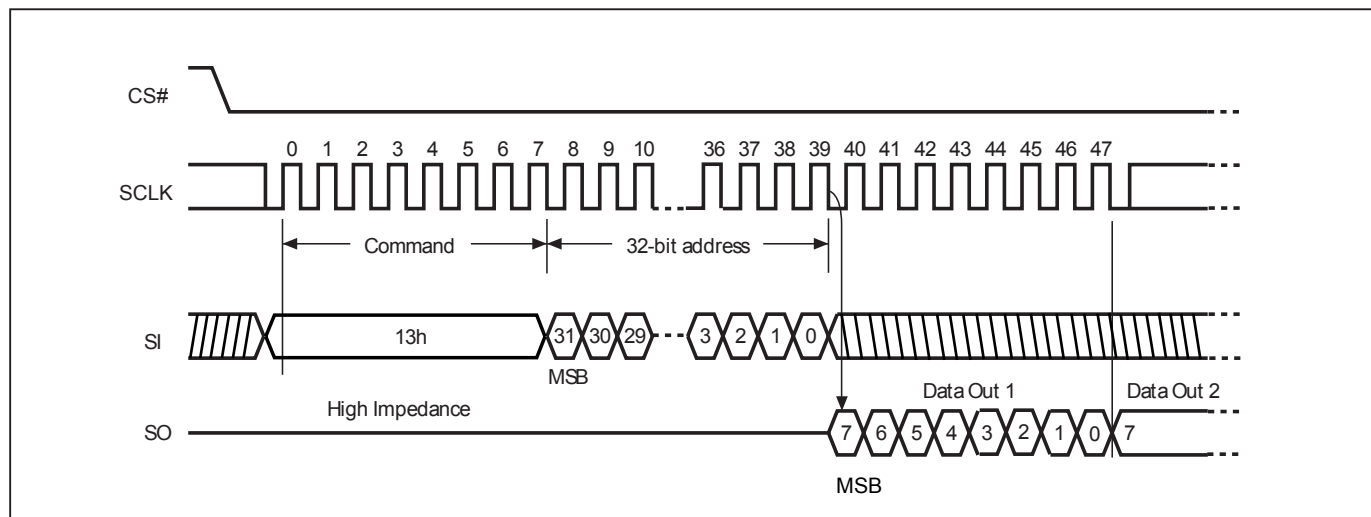 CS#
0 1 2 3 4 5 6 7 8 9 10 36 37 38 39 40 41 42 43 44 45 46 47
SCLK
Command 32-bit address
SI 13h 31 30 29 3 2 1 0
MSB
High Impedance Data Out 1 Data Out 2
SO 7 6 5 4 3 2 1 0 7
MSB